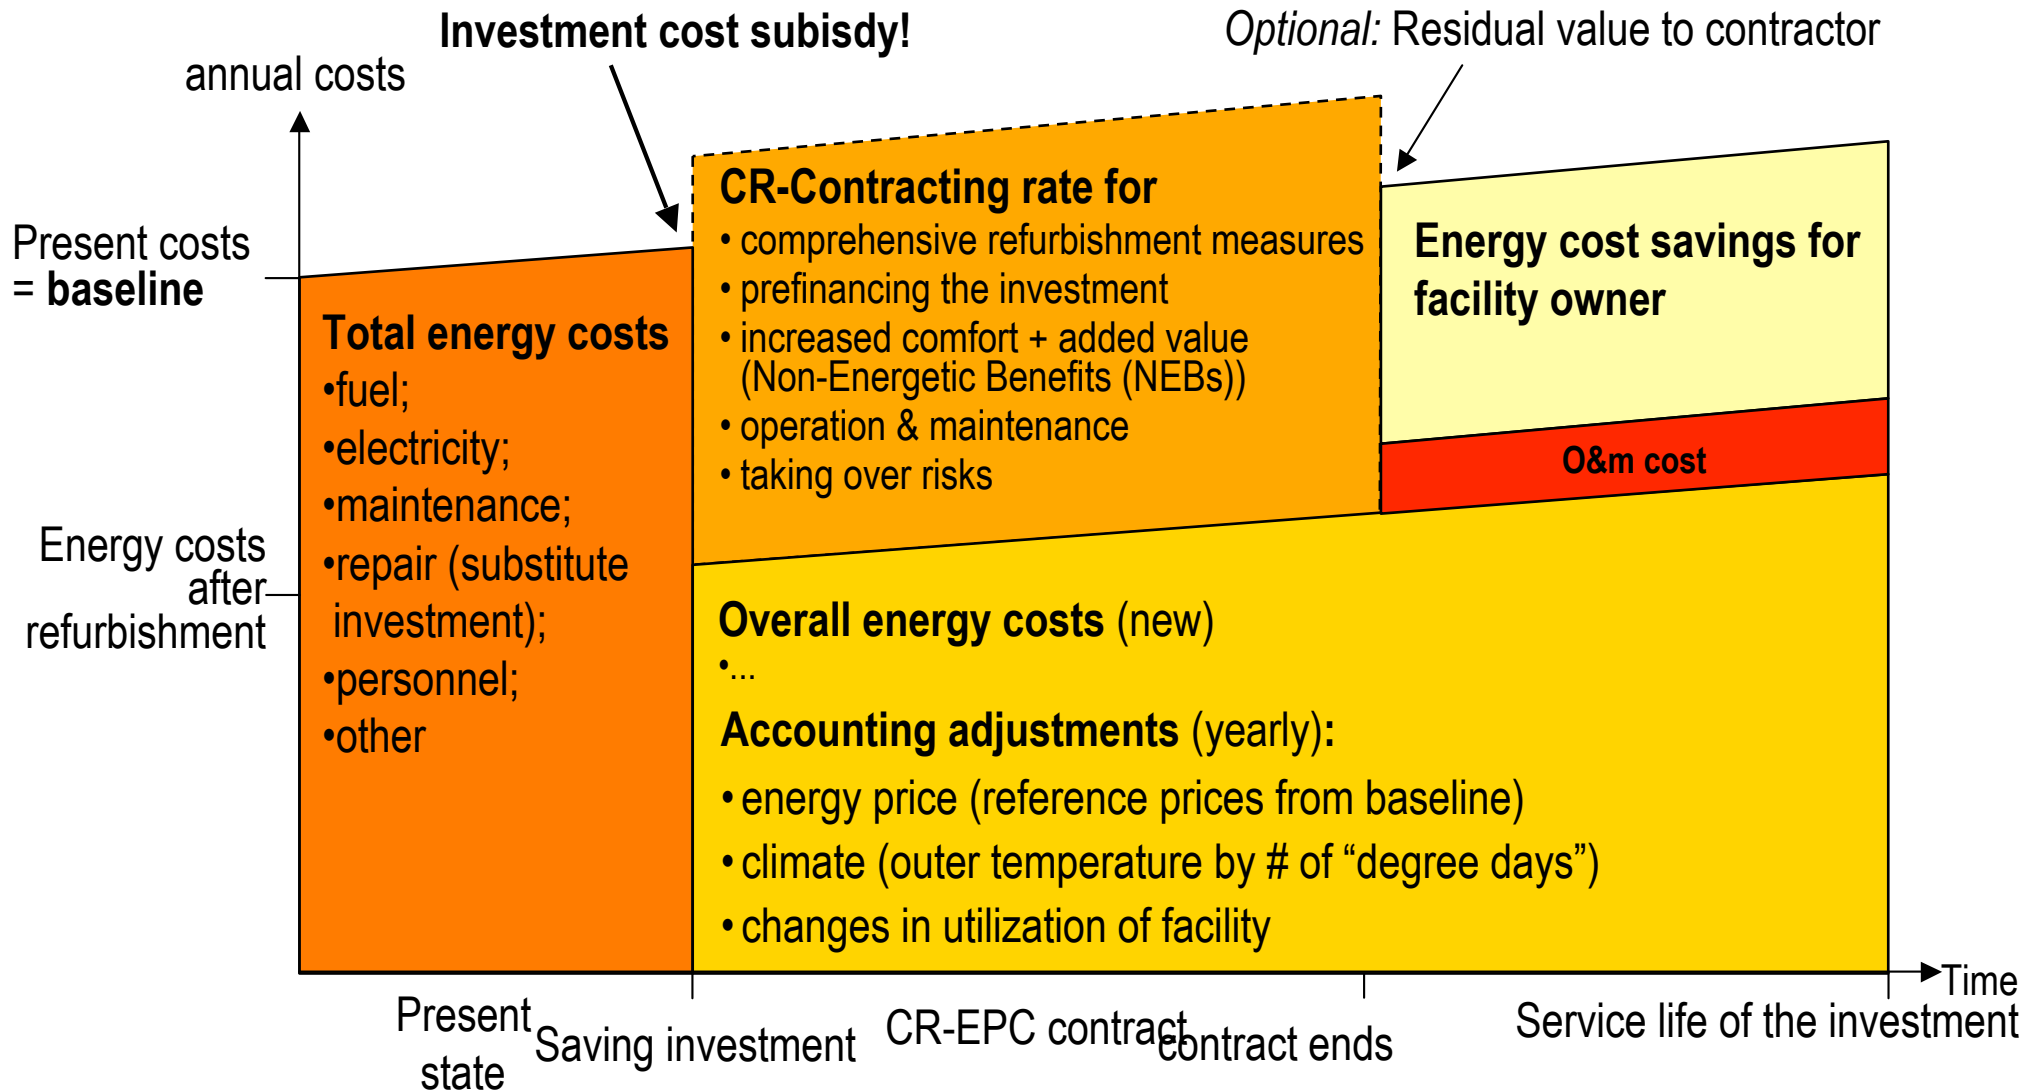 Investment cost subisdy!
Optional: Residual value to contractor
annual costs
Present costs
= baseline
Energy costs
after
refurbishment
Total energy costs
•fuel;
•electricity;
•maintenance;
•repair (substitute
investment);
•personnel;
•other
CR-Contracting rate for
• comprehensive refurbishment measures
• prefinancing the investment
• increased comfort + added value
(Non-Energetic Benefits (NEBs))
• operation & maintenance
• taking over risks
Energy cost savings for
facility owner
O&m cost
Overall energy costs (new)
•...
Accounting adjustments (yearly):
• energy price (reference prices from baseline)
• climate (outer temperature by # of “degree days”)
• changes in utilization of facility
Time
Present
state
Saving investment
CR-EPC contract
contract ends
Service life of the investment